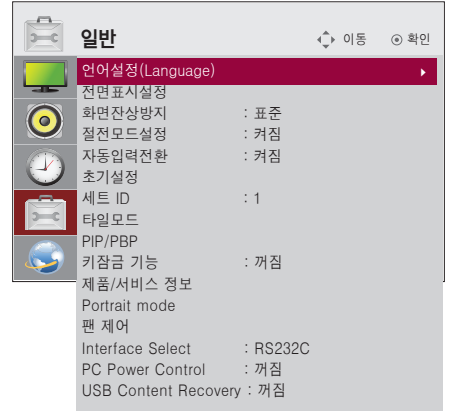 일반 이동 확인
언어설정(Language)
전면표시설정
화면잔상방지 : 표준
절전모드설정 : 켜짐
자동입력전환 : 켜짐
초기설정
세트 ID : 1
타일모드
PIP/PBP
키잠금 기능 : 꺼짐
제품/서비스 정보
Portrait mode
팬 제어
Interface Select : RS232C
PC Power Control : 꺼짐
USB Content Recovery : 꺼짐